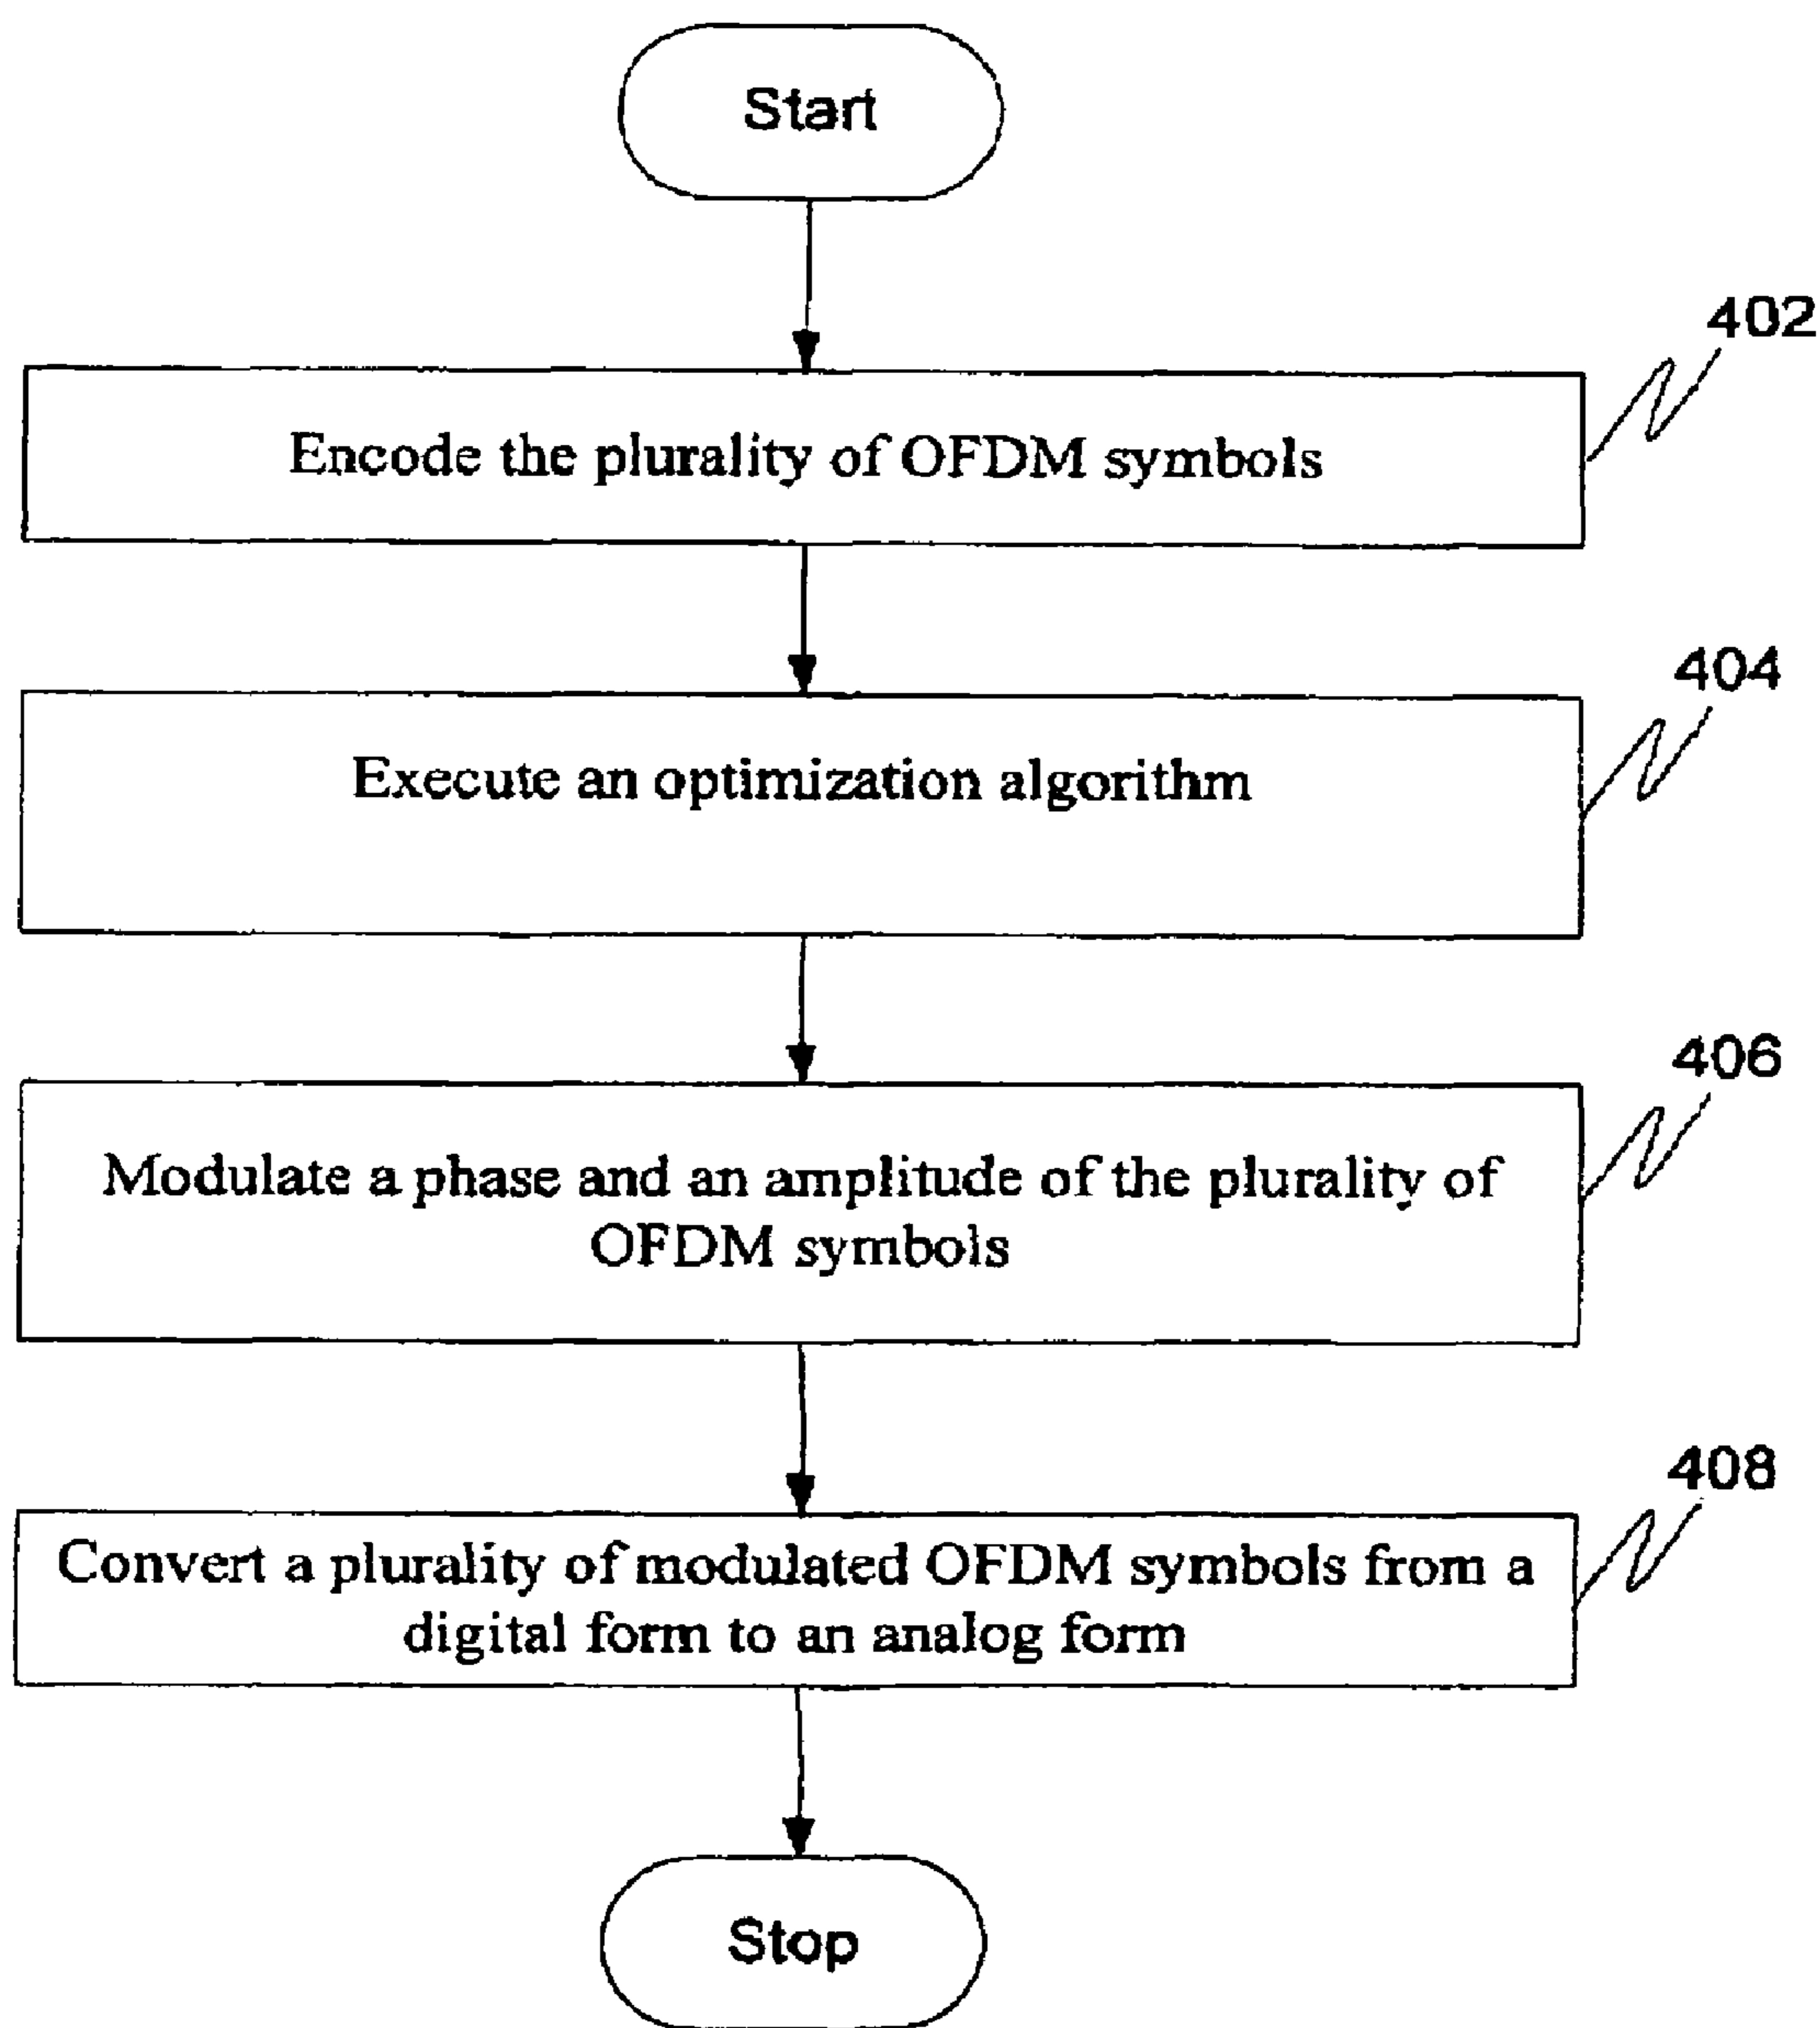 Start
402
Encode the plurality of OFDM symbols
404
Execute an optimization algorithm
406
Modulate a phase and an amplitude of the plurality of
OFDM symbols
408
Convert a plurality of modulated OFDM symbols from a
digital form to an analog form
Stop